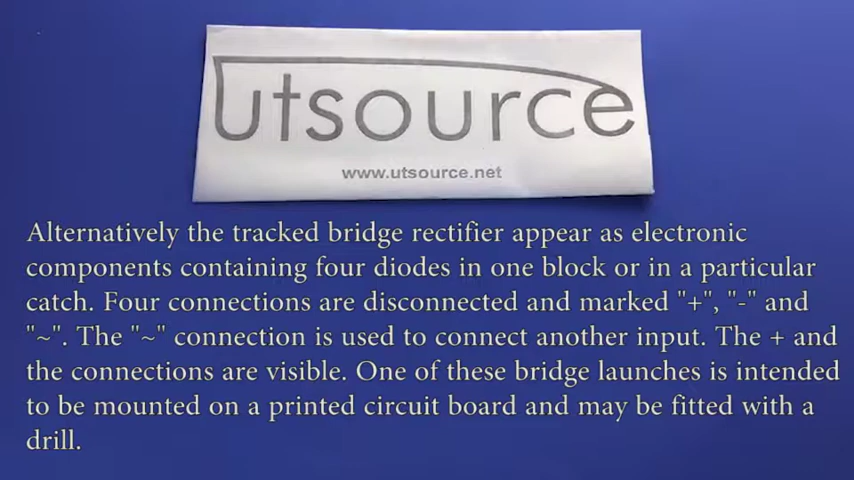 utsource
www.utsource.net
Alternatively the tracked bridge rectifier appear as electronic
components containing four diodes in one block or in a particular
catch. Four connections are disconnected and marked "+", "-" and
"~". The "~" connection is used to connect another input. The + and
the connections are visible. One of these bridge launches is intended
to be mounted on a printed circuit board and may be fitted with a
drill.